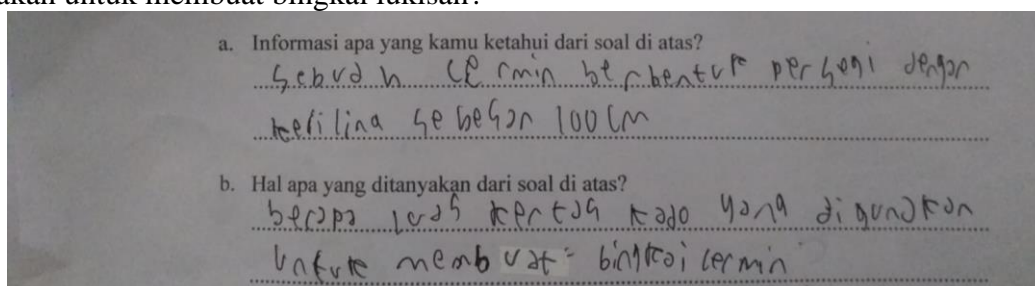 akan untuk membuat bingkai lukisan?
a. Informasi apa yang kamu ketahui dari soal di atas?
Sebuah cermin berbentuk persegi dengan
kelilina sebesar 100 cm
b. Hal apa yang ditanyakan dari soal di atas?
berapa luas kertas kado yang digunakan
untuk membuat bingkai cermin